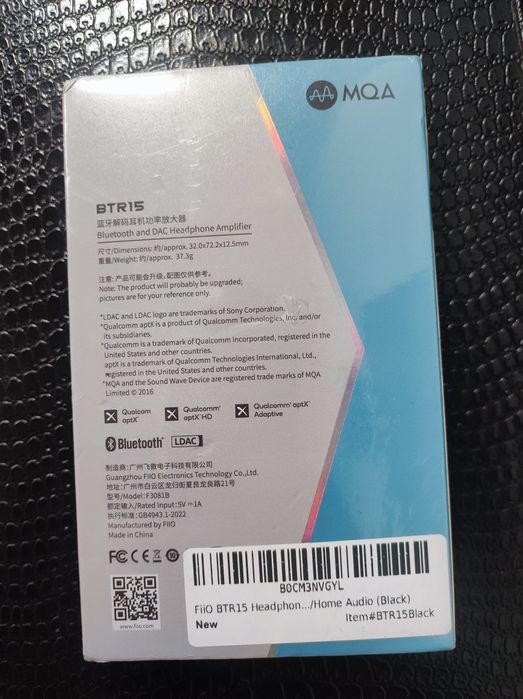 MQA
BTR15
蓝牙解码耳机功率放大器
Bluetooth and DAC Headphone Amplifier
尺寸/Dimensions: 约/approx. 32.0x72.2x12.5mm
重量/Weight: 约/approx. 37.3g
注意: 产品可能会升级, 配图仅供参考。
Note: The product will probably be upgraded;
pictures are for your reference only.
*LDAC and LDAC logo are trademarks of Sony Corporation.
*Qualcomm aptX is a product of Qualcomm Technologies, Inc. and/or
its subsidiaries.
*Qualcomm is a trademark of Qualcomm Incorporated, registered in the
United States and other countries.
aptX is a trademark of Qualcomm Technologies International, Ltd.,
registered in the United States and other countries.
*MQA and the Sound Wave Device are registered trade marks of MQA
Limited © 2016
Qualcomm
aptX
Qualcomm
aptX HD
Qualcomm aptX
Adaptive
Bluetooth
LDAC
制造商: 广州飞傲电子科技有限公司
Guangzhou FIIO Electronics Technology Co., Ltd.
地址: 广州市白云区龙归街夏良龙良路21号
型号/Model: F3081B
额定输入/Rated Input: 5V⎓1A
执行标准: GB4943.1-2022
Manufactured by FIIO
Made in China
FC CE 10
www.fiio.com
B0CM3NVGYL
FiiO BTR15 Headphon.../Home Audio (Black)
New
Item#BTR15Black